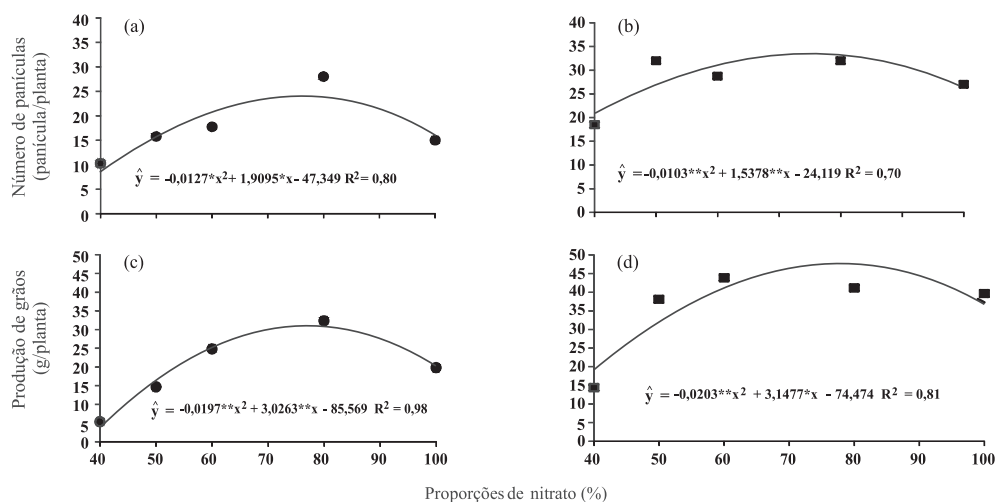 (a)
Número de panículas
(panícula/planta)
40
35
30
25
20
15
10
5
0
ŷ = -0,0127*x² + 1,9095*x - 47,349 R² = 0,80
(b)
40
35
30
25
20
15
10
5
0
ŷ = -0,0103**x² + 1,5378**x - 24,119 R² = 0,70
(c)
Produção de grãos
(g/planta)
50
45
40
35
30
25
20
15
10
5
0
ŷ = -0,0197**x² + 3,0263**x - 85,569 R² = 0,98
40 50 60 70 80 90 100
(d)
50
45
40
35
30
25
20
15
10
5
0
ŷ = -0,0203**x² + 3,1477*x - 74,474 R² = 0,81
40 50 60 70 80 90 100
Proporções de nitrato (%)